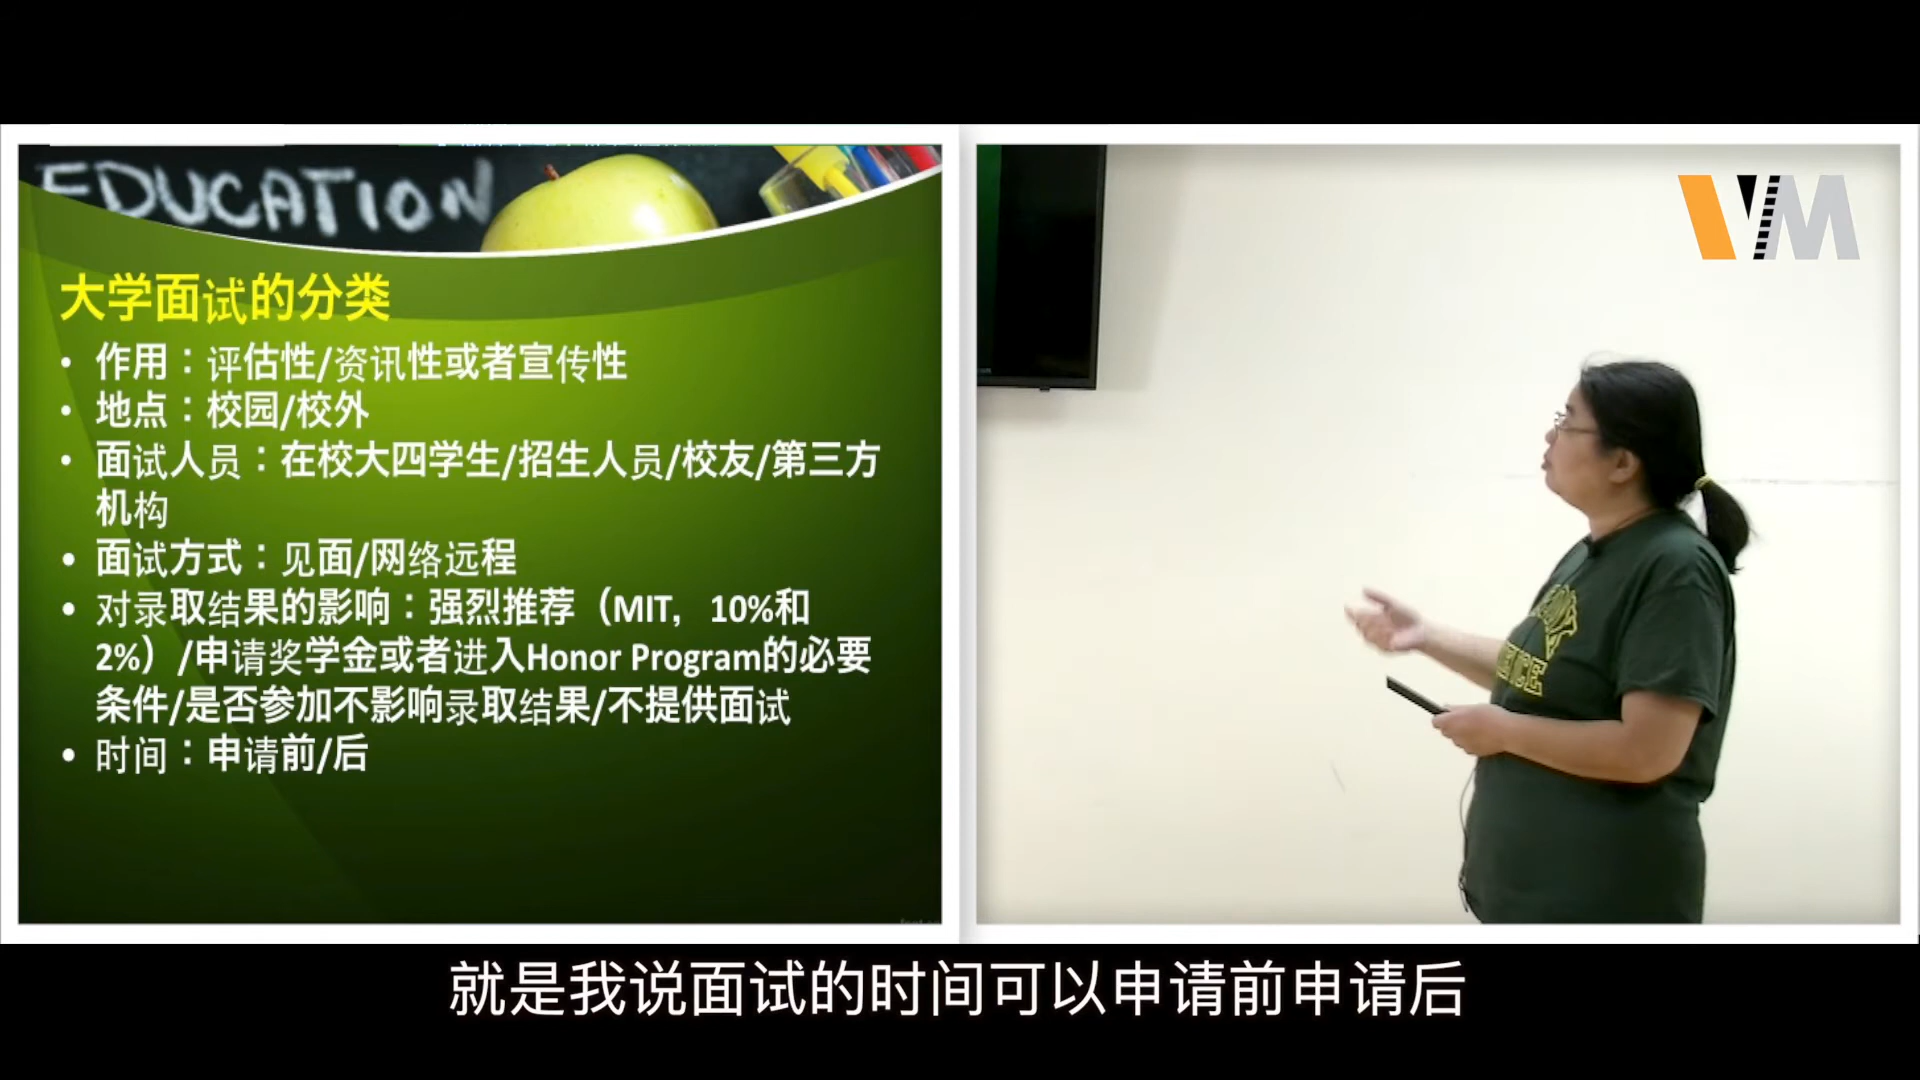 EDUCATION
大学面试的分类
• 作用：评估性/资讯性或者宣传性
• 地点：校园/校外
• 面试人员：在校大四学生/招生人员/校友/第三方
机构
• 面试方式：见面/网络远程
• 对录取结果的影响：强烈推荐（MIT，10%和
2%）/申请奖学金或者进入Honor Program的必要
条件/是否参加不影响录取结果/不提供面试
• 时间：申请前/后
VM
就是我说面试的时间可以申请前申请后